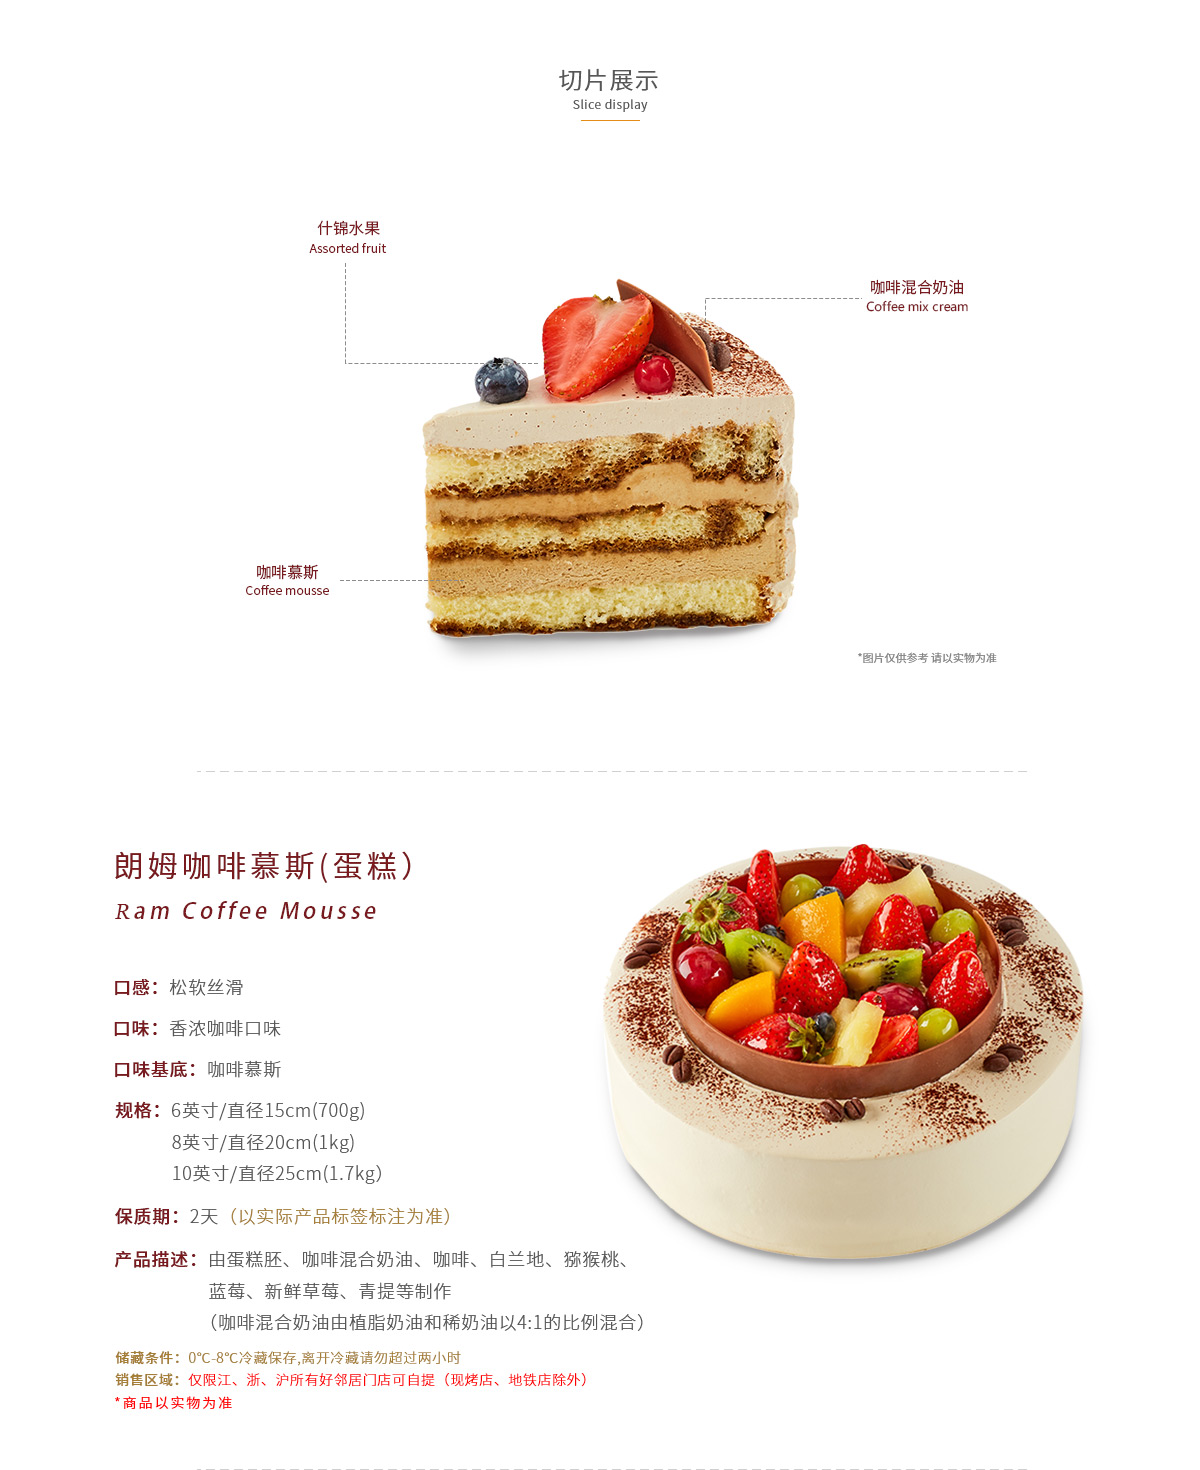 切片展示
Slice display
什锦水果
Assorted fruit
咖啡混合奶油
Coffee mix cream
咖啡慕斯
Coffee mousse
*图片仅供参考 请以实物为准
朗姆咖啡慕斯(蛋糕）
Ram Coffee Mousse
口感：松软丝滑
口味：香浓咖啡口味
口味基底：咖啡慕斯
规格：6英寸/直径15cm(700g)
8英寸/直径20cm(1kg)
10英寸/直径25cm(1.7kg）
保质期：2天（以实际产品标签标注为准）
产品描述：由蛋糕胚、咖啡混合奶油、咖啡、白兰地、猕猴桃、
蓝莓、新鲜草莓、青提等制作
（咖啡混合奶油由植脂奶油和稀奶油以4:1的比例混合）
储藏条件：0℃-8℃冷藏保存,离开冷藏请勿超过两小时
销售区域：仅限江、浙、沪所有好邻居门店可自提（现烤店、地铁店除外）
*商品以实物为准